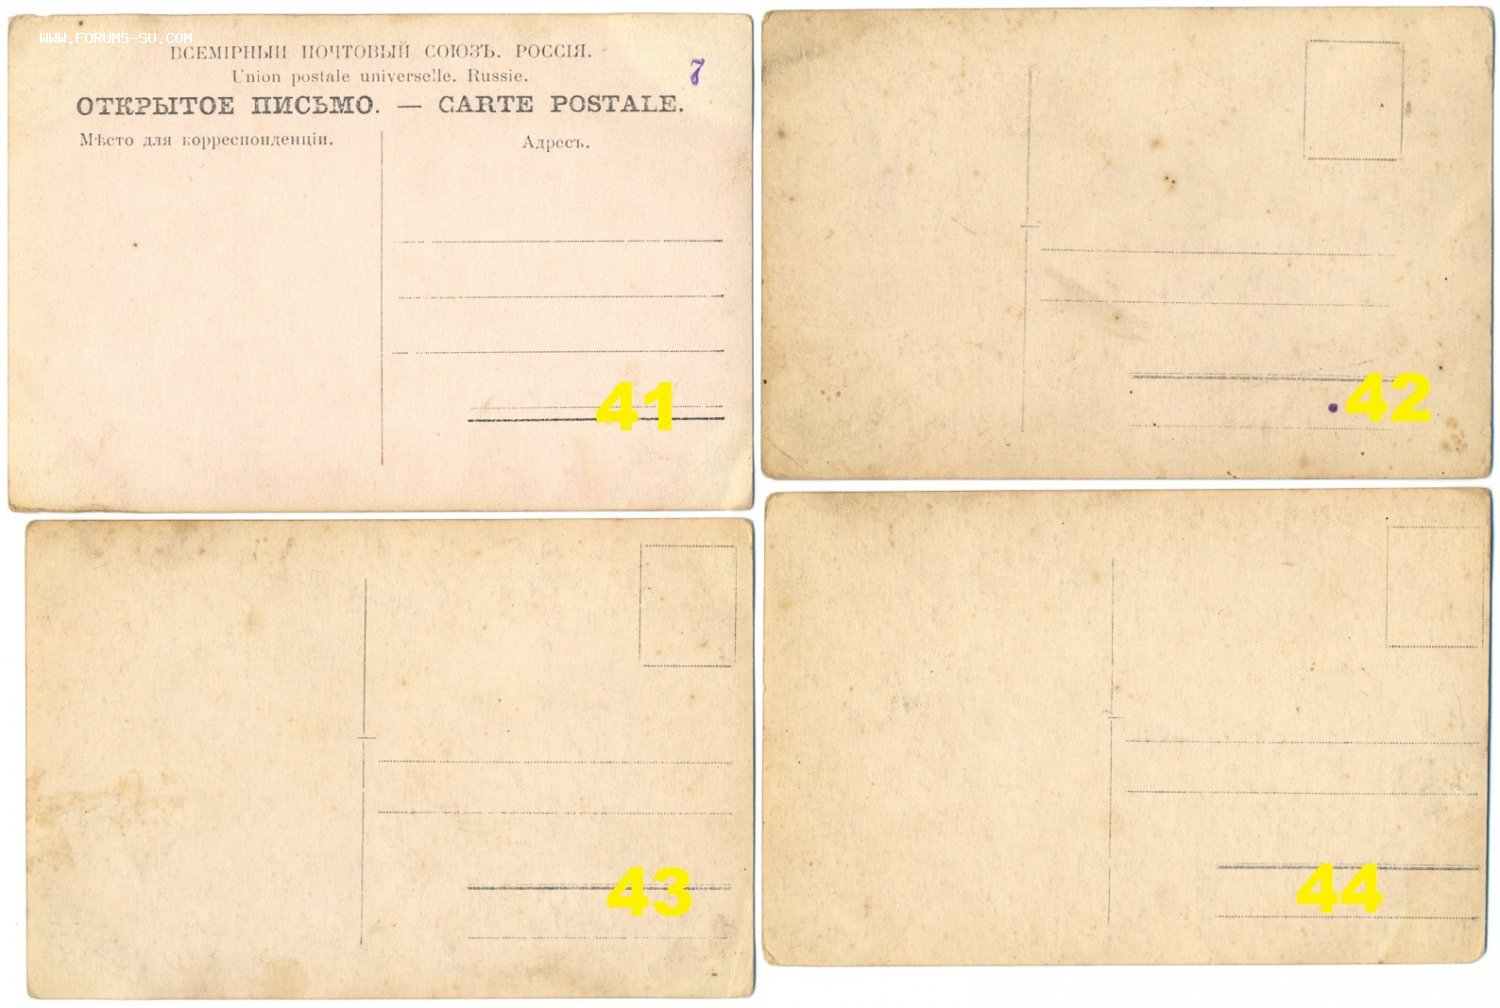 WWW.FORUMS-SU.COM
ВСЕМІРНЫЙ ПОЧТОВЫЙ СОЮЗЪ. РОССІЯ.
Union postale universelle. Russie.
7
ОТКРЫТОЕ ПИСЬМО. — CARTE POSTALE.
Мѣсто для корреспонденціи.
Адресъ.
41
42
43
44